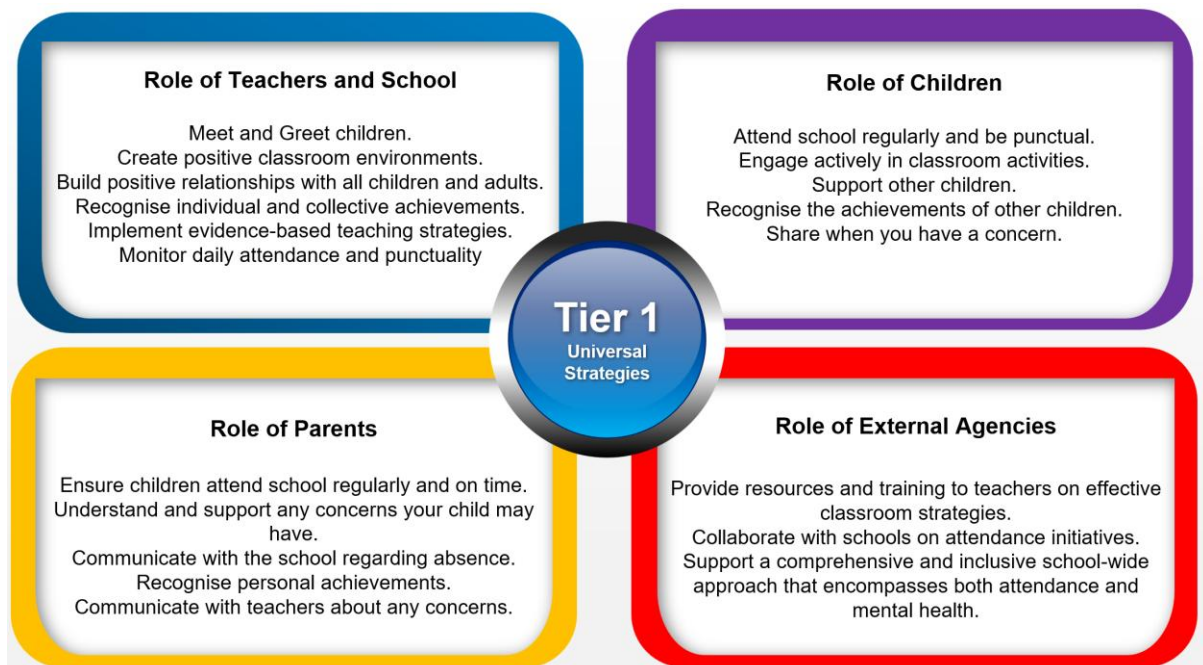 Role of Teachers and School
Meet and Greet children.
Create positive classroom environments.
Build positive relationships with all children and adults.
Recognise individual and collective achievements.
Implement evidence-based teaching strategies.
Monitor daily attendance and punctuality
Role of Children
Attend school regularly and be punctual.
Engage actively in classroom activities.
Support other children.
Recognise the achievements of other children.
Share when you have a concern.
Tier 1
Universal
Strategies
Role of Parents
Ensure children attend school regularly and on time.
Understand and support any concerns your child may
have.
Communicate with the school regarding absence.
Recognise personal achievements.
Communicate with teachers about any concerns.
Role of External Agencies
Provide resources and training to teachers on effective
classroom strategies.
Collaborate with schools on attendance initiatives.
Support a comprehensive and inclusive school-wide
approach that encompasses both attendance and
mental health.